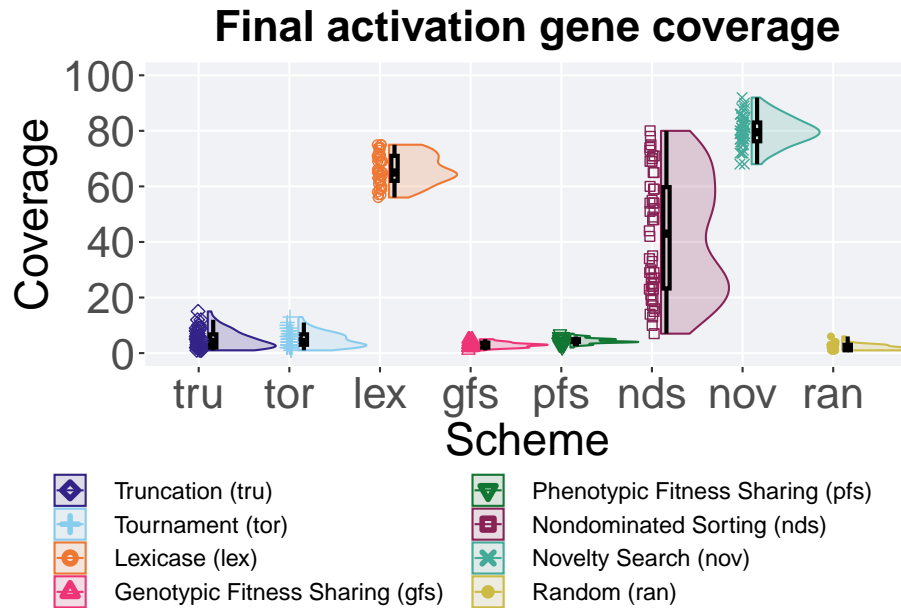 Final activation gene coverage
100
80
60
40
20
0
Coverage
tru tor lex gfs pfs nds nov ran
Scheme
Truncation (tru)
Tournament (tor)
Lexicase (lex)
Genotypic Fitness Sharing (gfs)
Phenotypic Fitness Sharing (pfs)
Nondominated Sorting (nds)
Novelty Search (nov)
Random (ran)